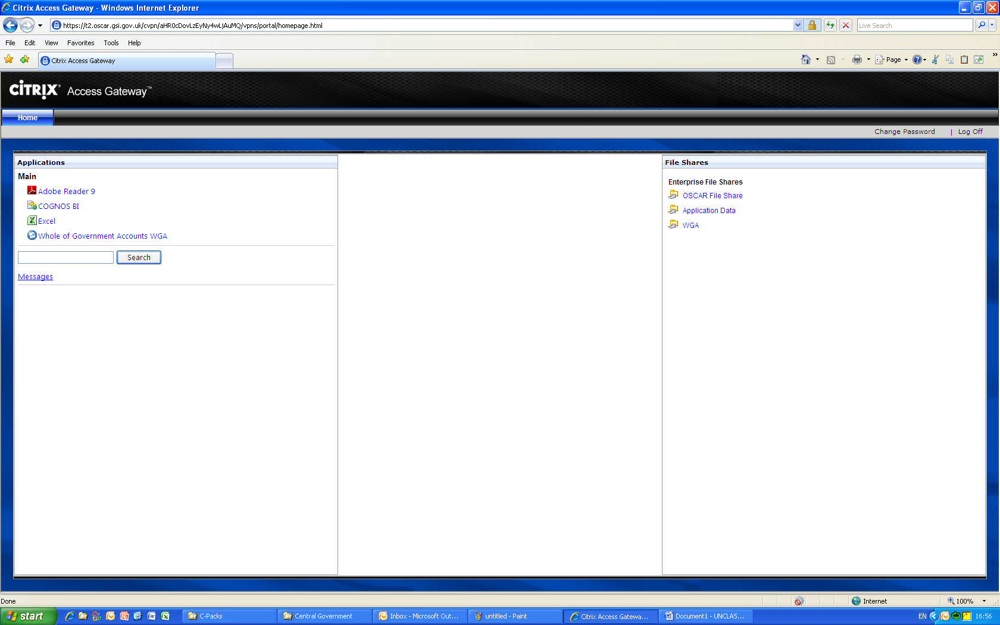 Citrix Access Gateway - Windows Internet Explorer
https://t2.oscar.gsi.gov.uk/cvpn/aHR0cDovLzEyNy4wLjAuMQ/vpns/portal/homepage.html
Live Search
File Edit View Favorites Tools Help
Citrix Access Gateway
Page
»
CITRIX® Access Gateway™
Home
Change Password | Log Off
Applications
Main
Adobe Reader 9
COGNOS BI
Excel
Whole of Government Accounts WGA
Search
Messages
File Shares
Enterprise File Shares
OSCAR File Share
Application Data
WGA
Done
Internet
100%
start
C-Packs
Central Government
Inbox - Microsoft Out...
untitled - Paint
Citrix Access Gatewa...
Document1 - UNCLAS...
EN
16:56